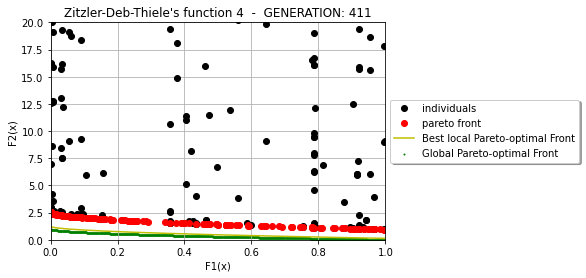 Zitzler-Deb-Thiele's function 4 - GENERATION: 411
20.0
17.5
15.0
12.5
10.0
7.5
5.0
2.5
0.0
F2(x)
0.0 0.2 0.4 0.6 0.8 1.0
F1(x)
individuals
pareto front
Best local Pareto-optimal Front
Global Pareto-optimal Front